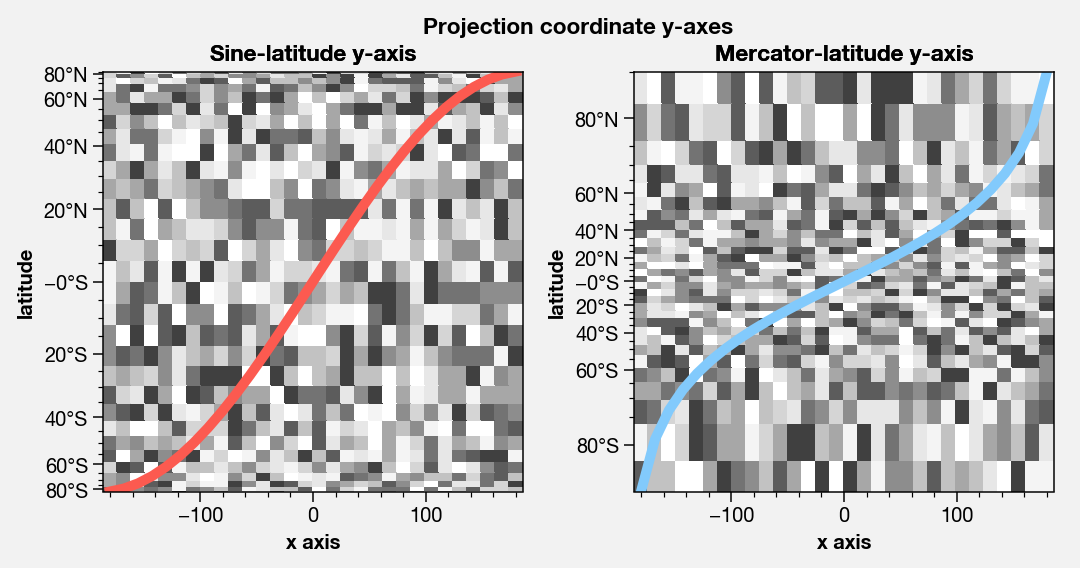 Projection coordinate y-axes
Sine-latitude y-axis
80°N
60°N
40°N
20°N
−0°S
20°S
40°S
60°S
80°S
latitude
−100 0 100
x axis
Mercator-latitude y-axis
80°N
60°N
40°N
20°N
−0°S
20°S
40°S
60°S
80°S
latitude
−100 0 100
x axis